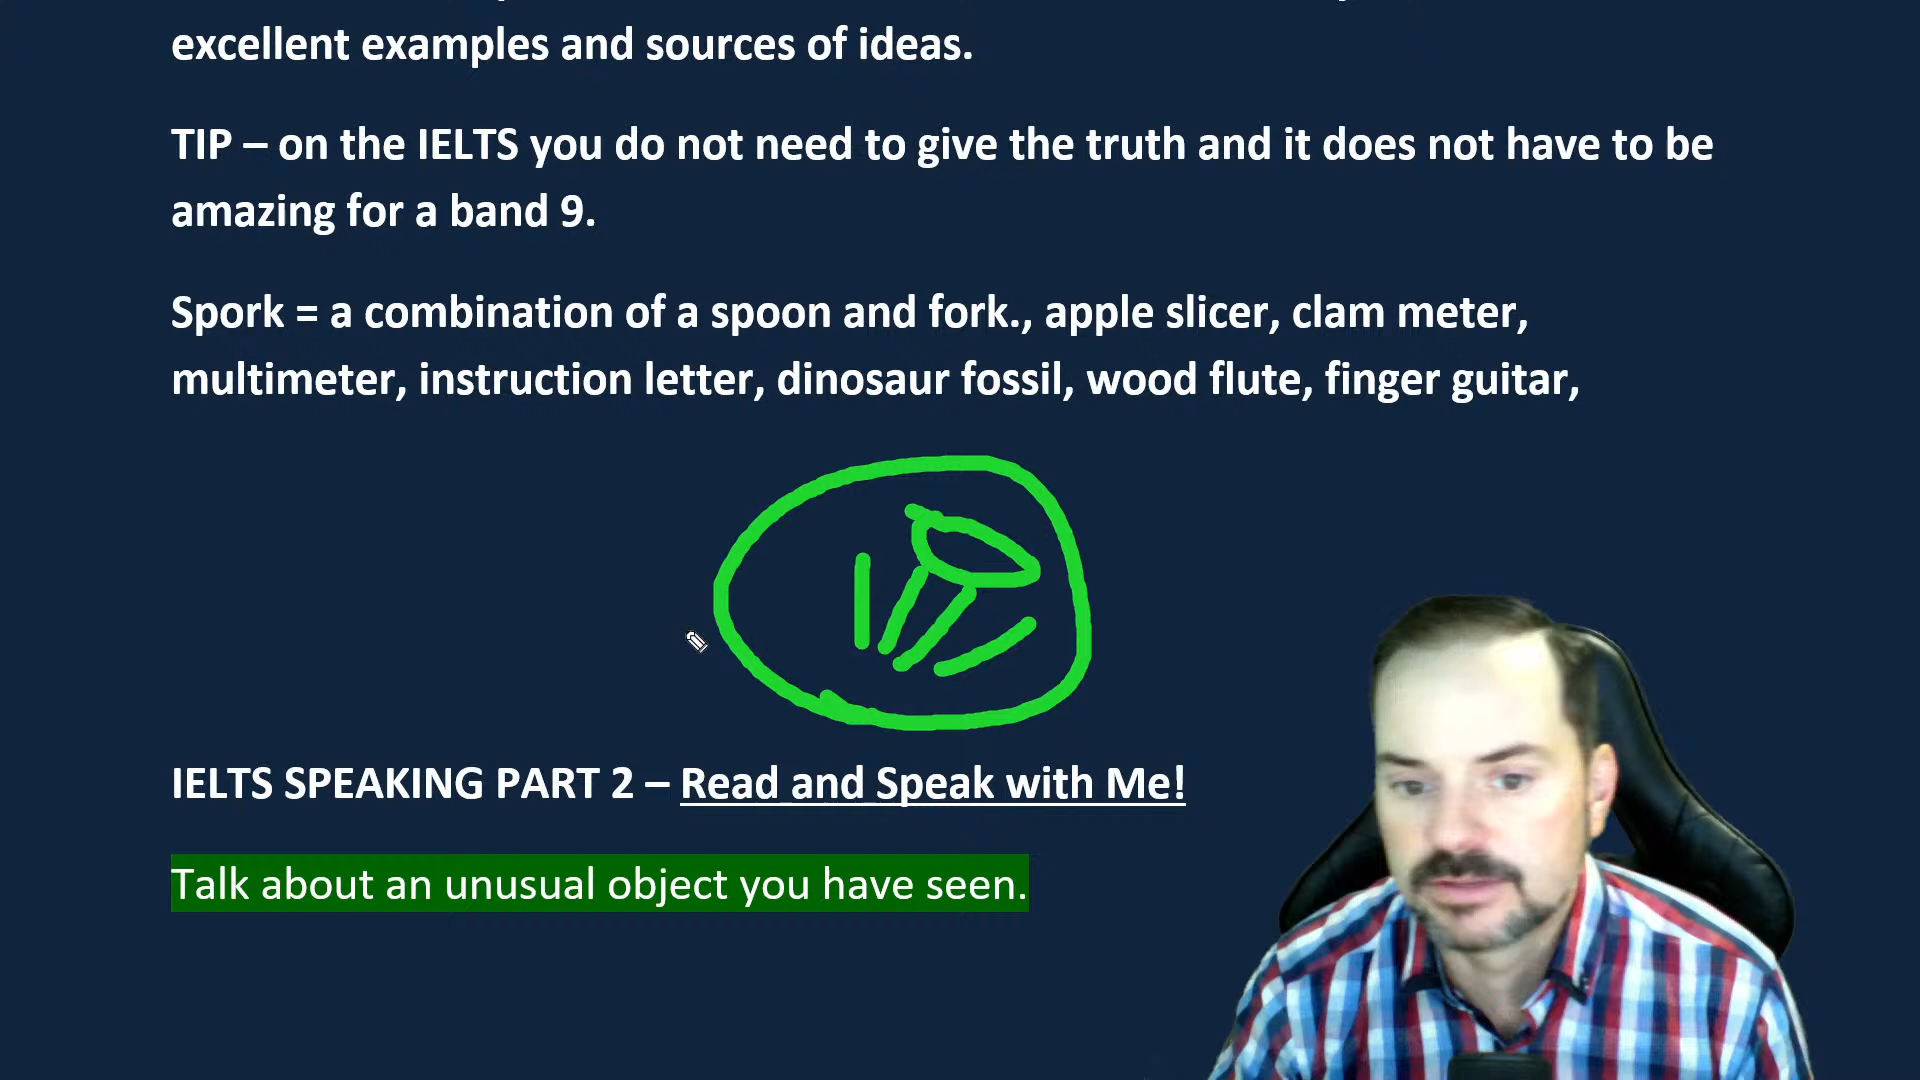 excellent examples and sources of ideas.
TIP – on the IELTS you do not need to give the truth and it does not have to be
amazing for a band 9.
Spork = a combination of a spoon and fork., apple slicer, clam meter,
multimeter, instruction letter, dinosaur fossil, wood flute, finger guitar,
IELTS SPEAKING PART 2 – Read and Speak with Me!
Talk about an unusual object you have seen.